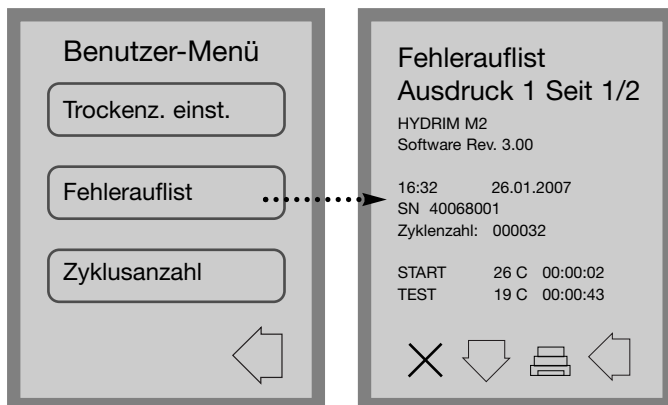 Benutzer-Menü
Trockenz. einst.
Fehlerauflist
Zyklusanzahl
Fehlerauflist
Ausdruck 1 Seit 1/2
HYDRIM M2
Software Rev. 3.00
16:32 26.01.2007
SN 40068001
Zyklenzahl: 000032
START 26 C 00:00:02
TEST 19 C 00:00:43